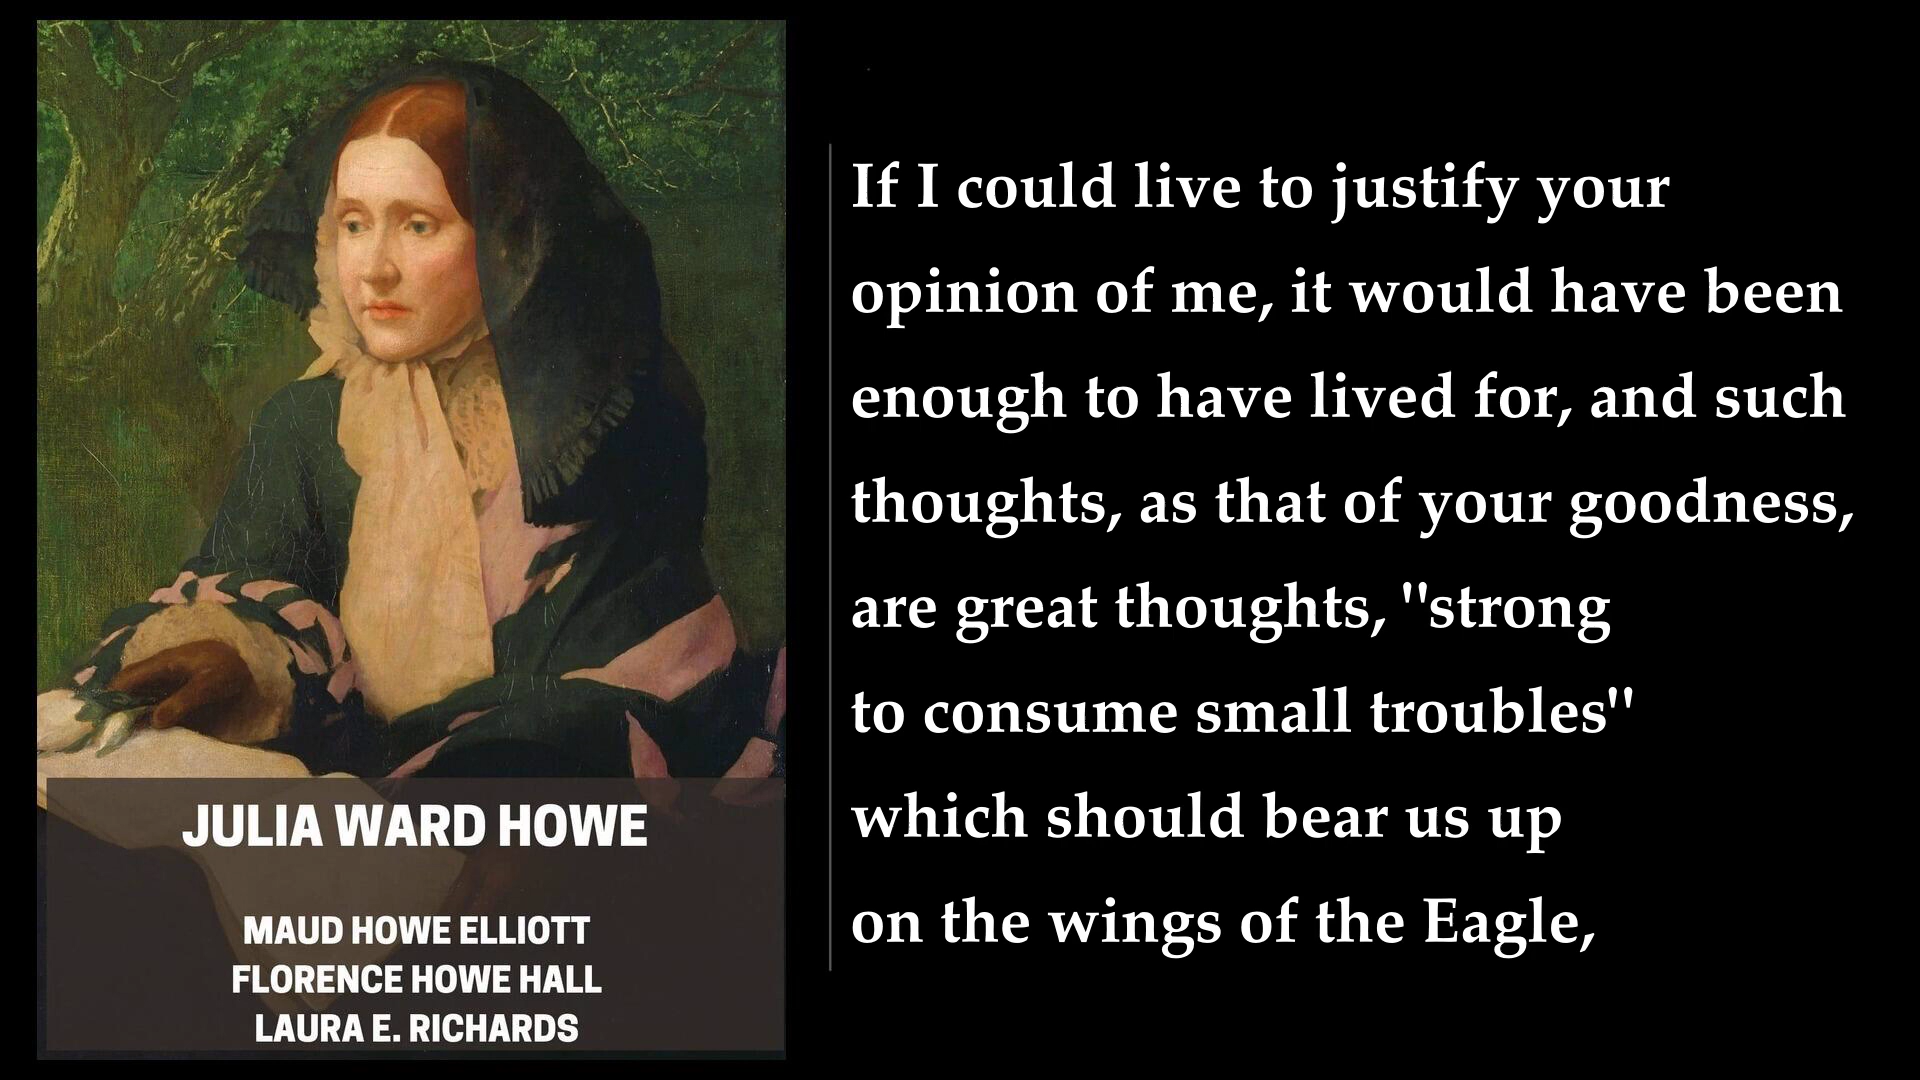 JULIA WARD HOWE
MAUD HOWE ELLIOTT
FLORENCE HOWE HALL
LAURA E. RICHARDS
If I could live to justify your
opinion of me, it would have been
enough to have lived for, and such
thoughts, as that of your goodness,
are great thoughts, "strong
to consume small troubles"
which should bear us up
on the wings of the Eagle,